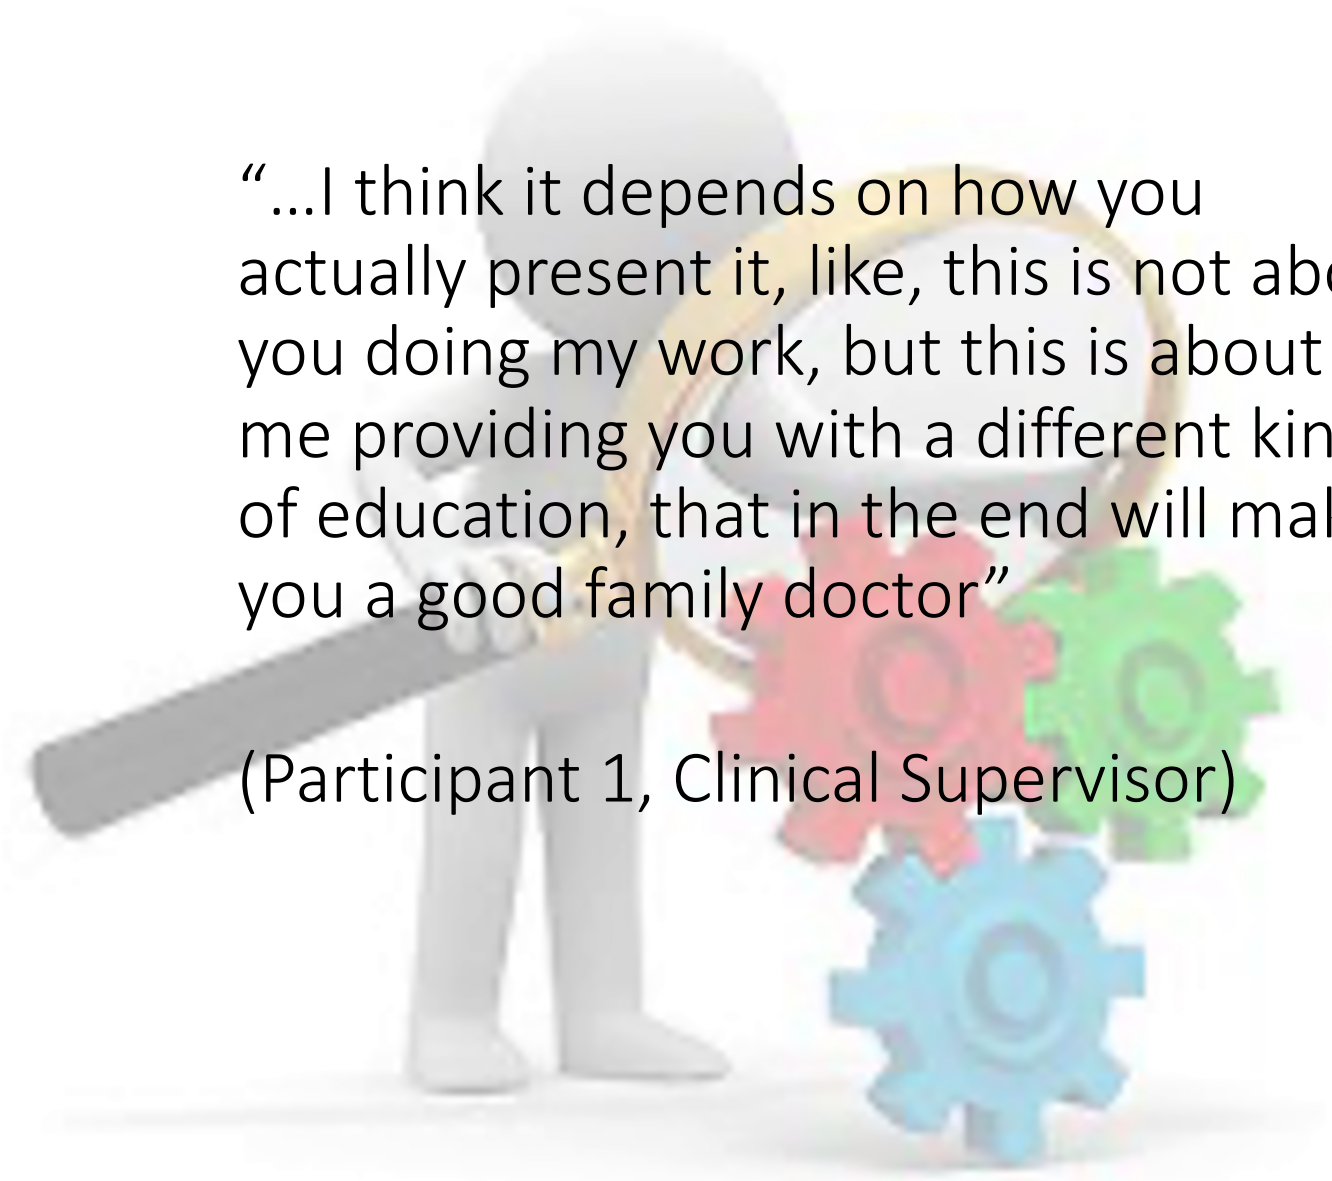 “…I think it depends on how you
actually present it, like, this is not
you doing my work, but this is about
me providing you with a different
of education, that in the end will
you a good family doctor”
(Participant 1, Clinical Supervisor)